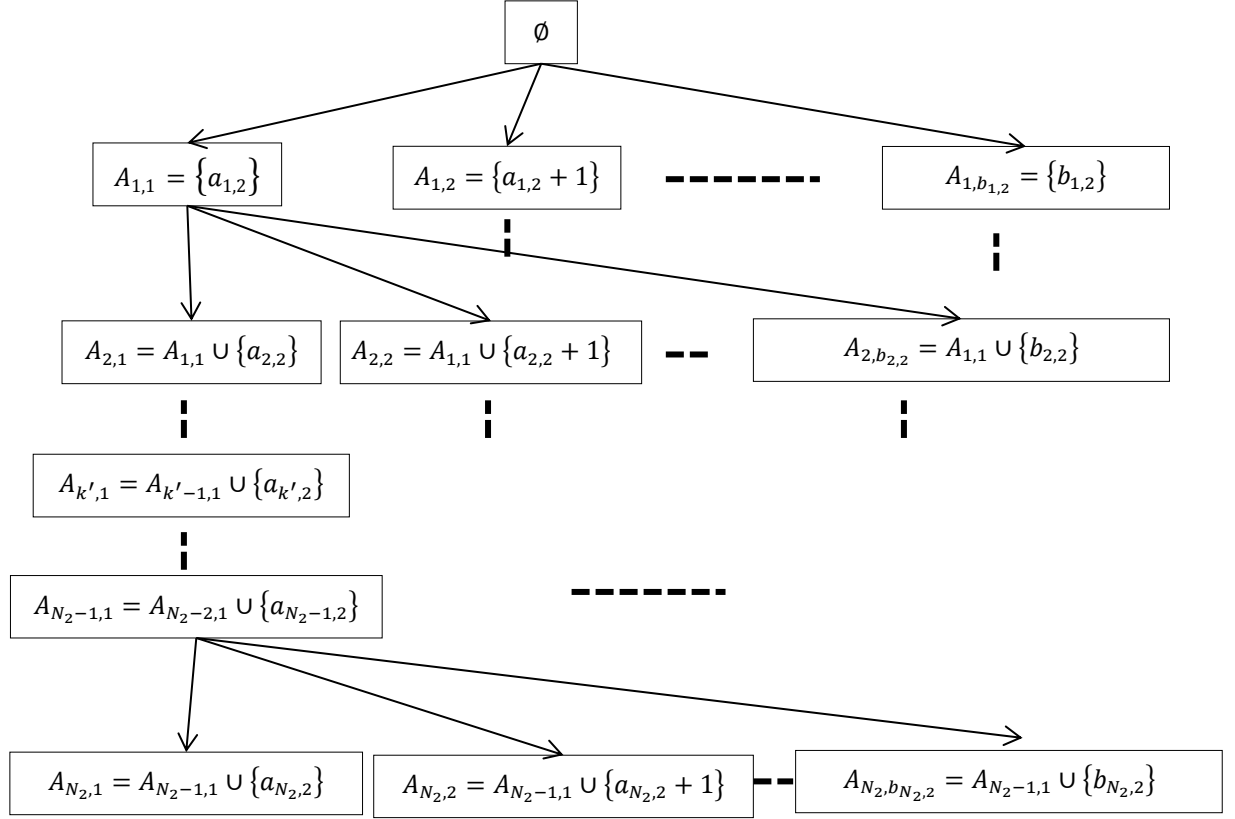 ∅
A_{1,1} = {a_{1,2}}
A_{1,2} = {a_{1,2} + 1}
A_{1,b_{1,2}} = {b_{1,2}}
A_{2,1} = A_{1,1} ∪ {a_{2,2}}
A_{2,2} = A_{1,1} ∪ {a_{2,2} + 1}
A_{2,b_{2,2}} = A_{1,1} ∪ {b_{2,2}}
A_{k′,1} = A_{k′−1,1} ∪ {a_{k′,2}}
A_{N_2−1,1} = A_{N_2−2,1} ∪ {a_{N_2−1,2}}
A_{N_2,1} = A_{N_2−1,1} ∪ {a_{N_2,2}}
A_{N_2,2} = A_{N_2−1,1} ∪ {a_{N_2,2} + 1}
A_{N_2,b_{N_2,2}} = A_{N_2−1,1} ∪ {b_{N_2,2}}